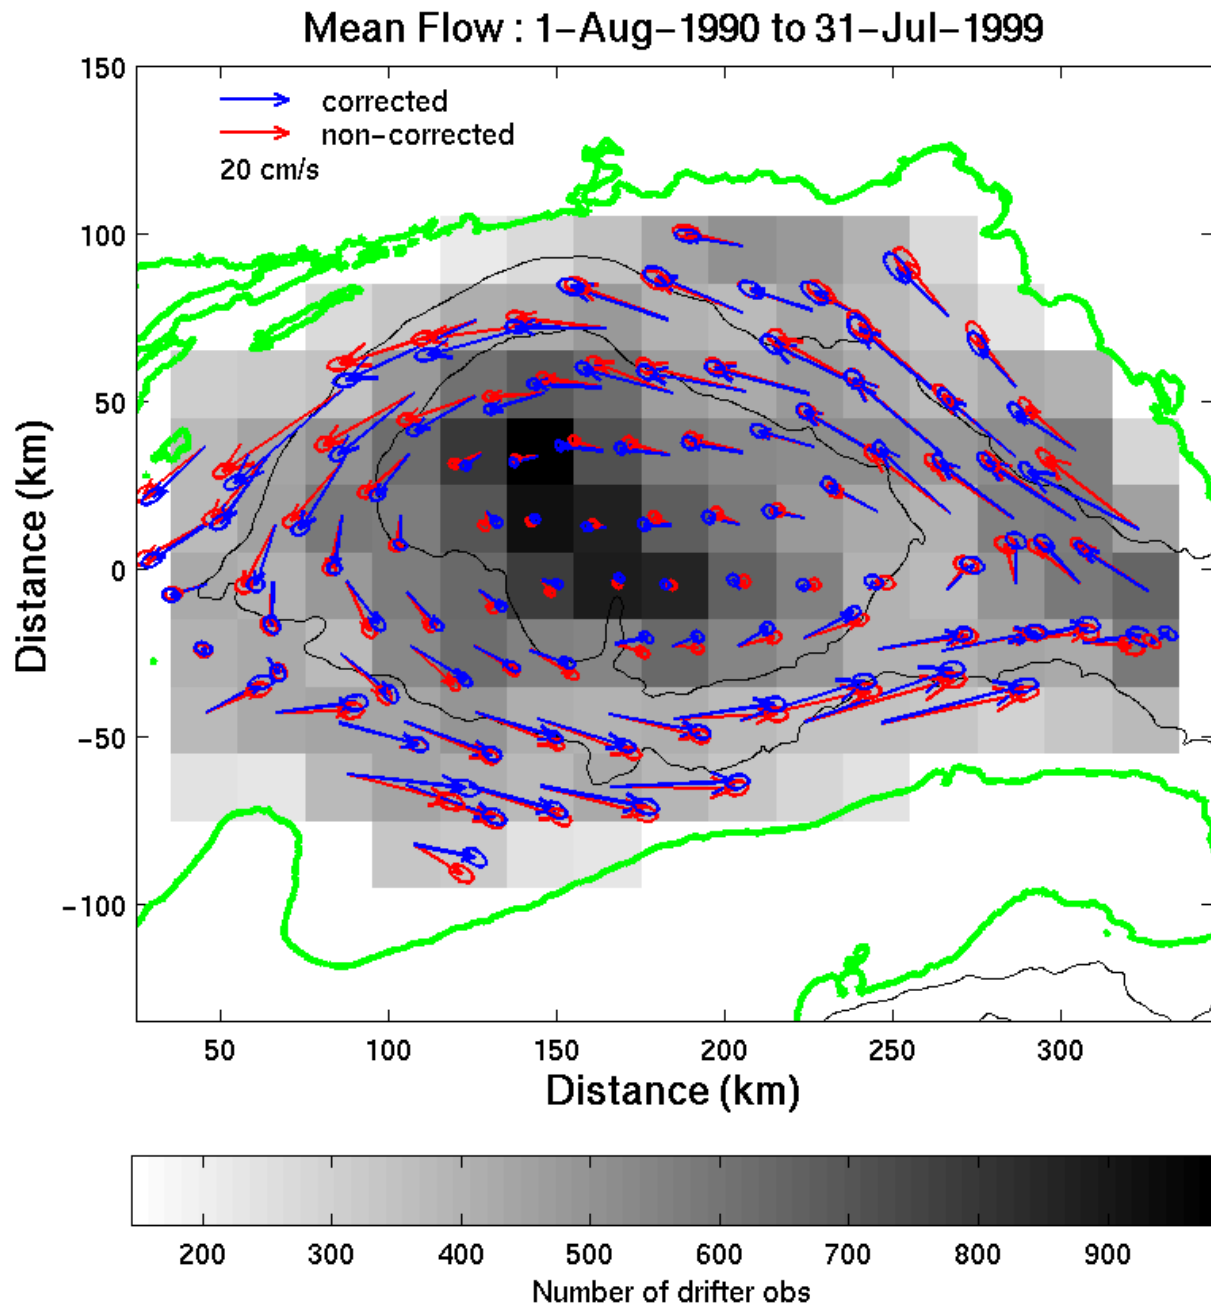 Mean Flow : 1-Aug-1990 to 31-Jul-1999
corrected
non-corrected
20 cm/s
150
100
50
0
-50
-100
Distance (km)
50 100 150 200 250 300
Distance (km)
200 300 400 500 600 700 800 900
Number of drifter obs